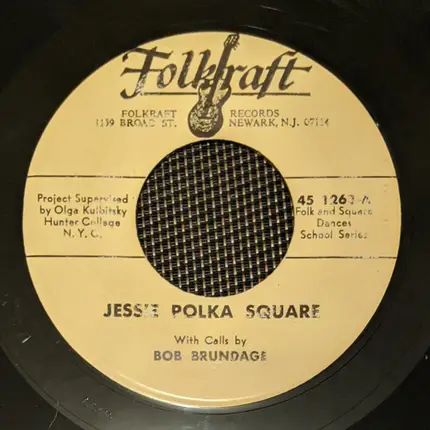 Folkraft
FOLKRAFT RECORDS
1159 BROAD ST. NEWARK, N.J. 07114
Project Supervised
by Olga Kulbitsky
Hunter College
N.Y.C.
45 1263-A
Folk and Square
Dances
School Series
JESSIE POLKA SQUARE
With Calls by
BOB BRUNDAGE